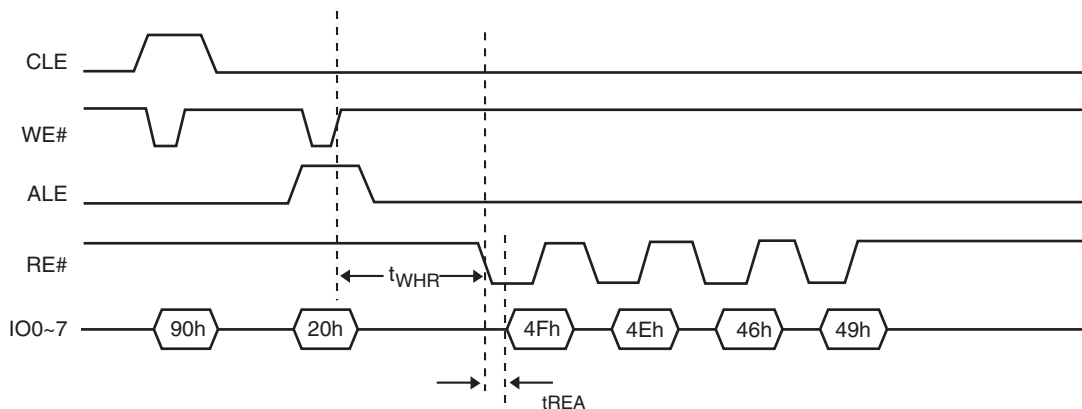 CLE
WE#
ALE
RE#
tWHR
IO0~7
90h
20h
4Fh
4Eh
46h
49h
tREA